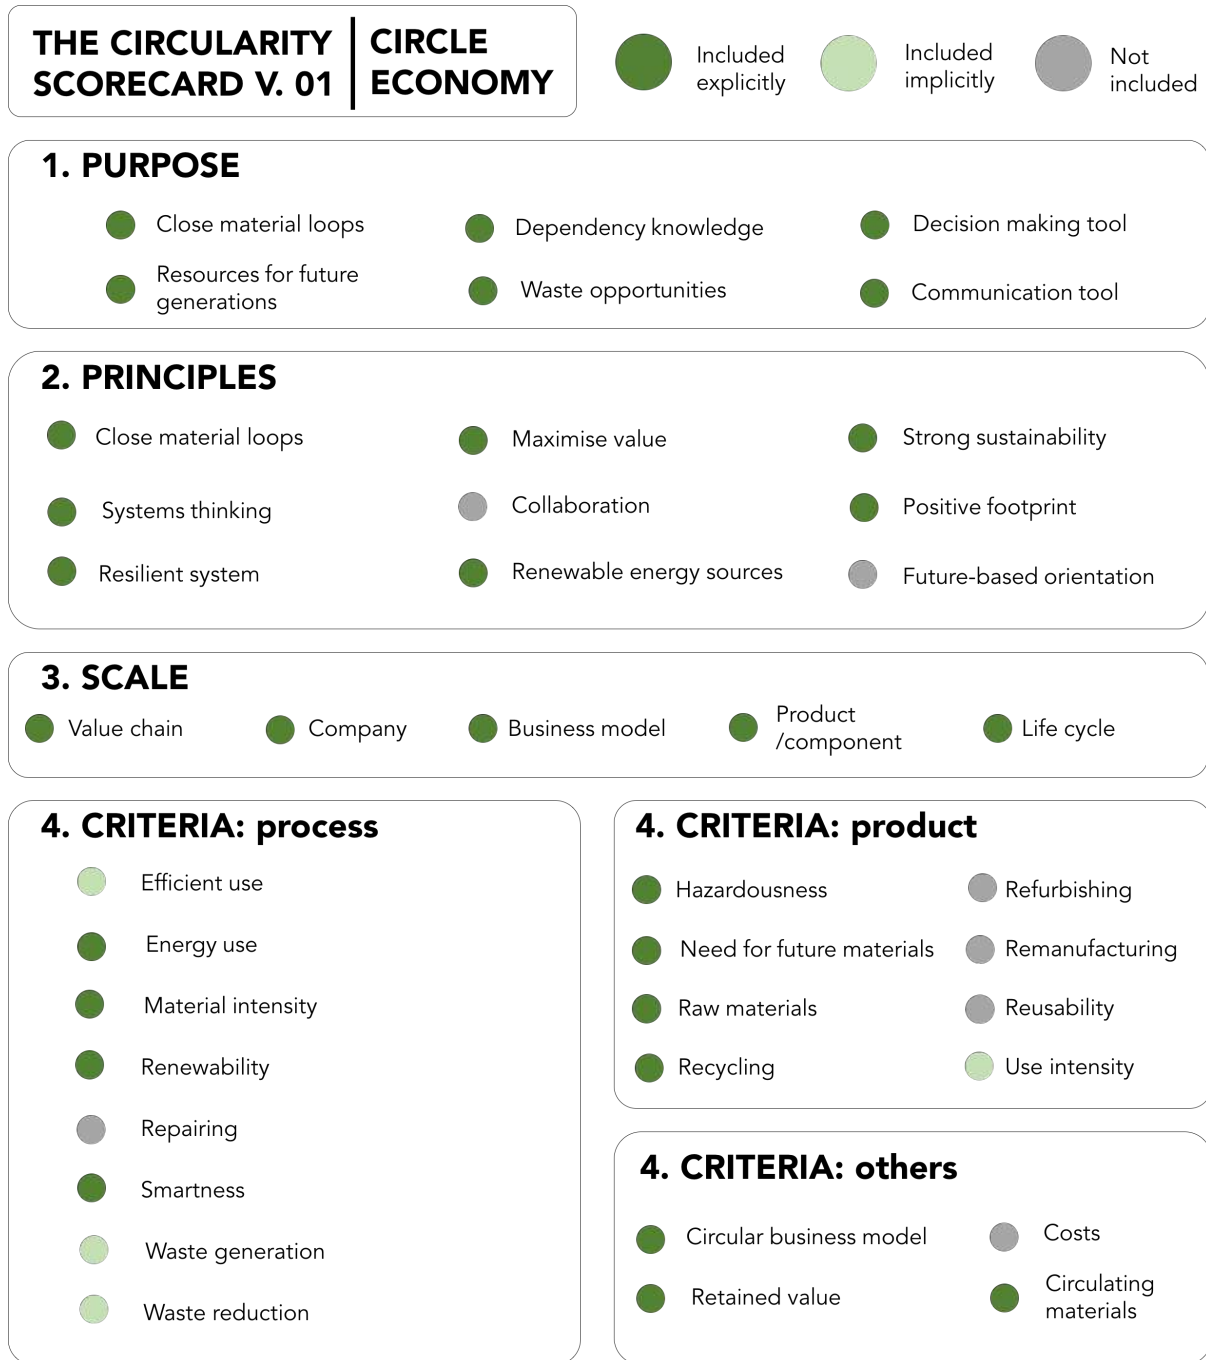 THE CIRCULARITY
SCORECARD V. 01
CIRCLE
ECONOMY
Included
explicitly
Included
implicitly
Not
included
1. PURPOSE
Close material loops
Dependency knowledge
Decision making tool
Resources for future
generations
Waste opportunities
Communication tool
2. PRINCIPLES
Close material loops
Maximise value
Strong sustainability
Systems thinking
Collaboration
Positive footprint
Resilient system
Renewable energy sources
Future-based orientation
3. SCALE
Value chain
Company
Business model
Product
/component
Life cycle
4. CRITERIA: process
Efficient use
Energy use
Material intensity
Renewability
Repairing
Smartness
Waste generation
Waste reduction
4. CRITERIA: product
Hazardousness
Refurbishing
Need for future materials
Remanufacturing
Raw materials
Reusability
Recycling
Use intensity
4. CRITERIA: others
Circular business model
Costs
Retained value
Circulating
materials